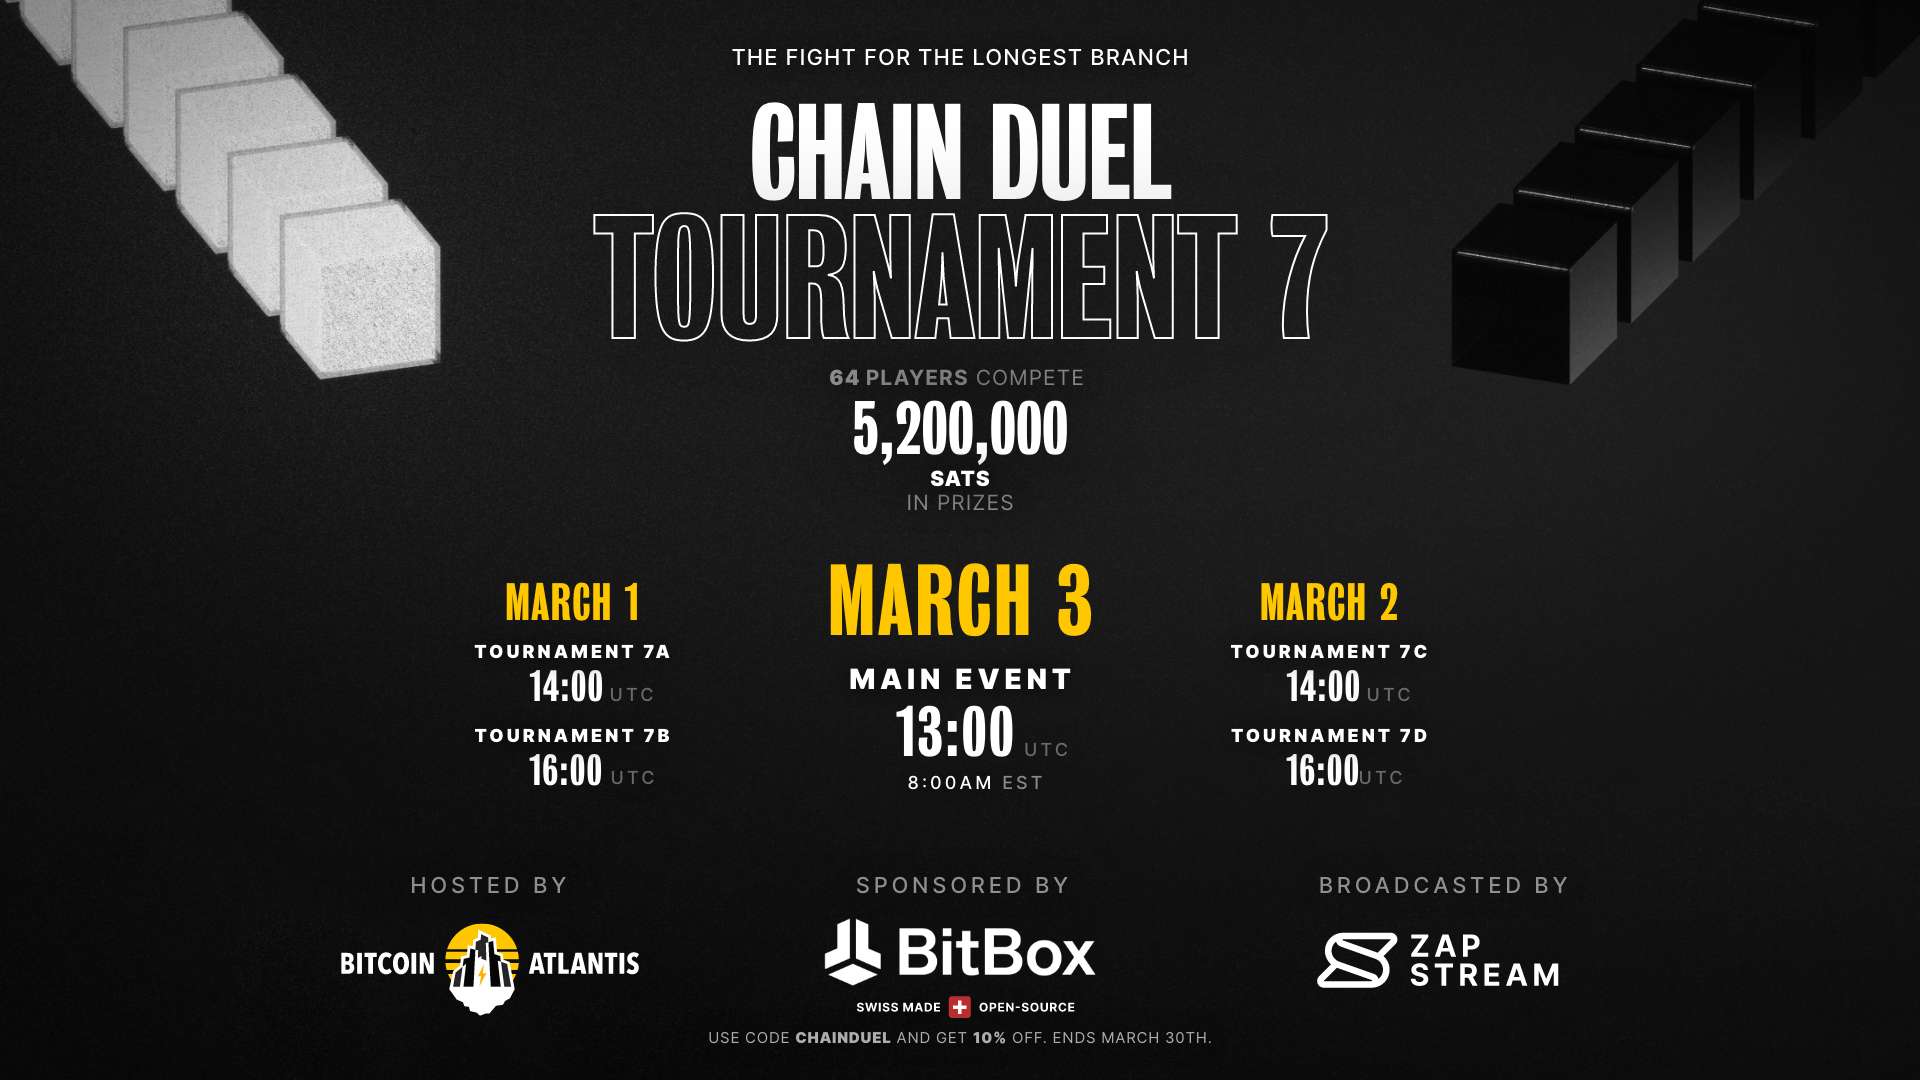 THE FIGHT FOR THE LONGEST BRANCH
CHAIN DUEL
TOURNAMENT 7
64 PLAYERS COMPETE
5,200,000
SATS
IN PRIZES
MARCH 1
TOURNAMENT 7A
14:00 UTC
TOURNAMENT 7B
16:00 UTC
MARCH 3
MAIN EVENT
13:00 UTC
8:00AM EST
MARCH 2
TOURNAMENT 7C
14:00 UTC
TOURNAMENT 7D
16:00 UTC
HOSTED BY
BITCOIN ATLANTIS
SPONSORED BY
BitBox
SWISS MADE OPEN-SOURCE
USE CODE CHAINDUEL AND GET 10% OFF. ENDS MARCH 30TH.
BROADCASTED BY
ZAP
STREAM